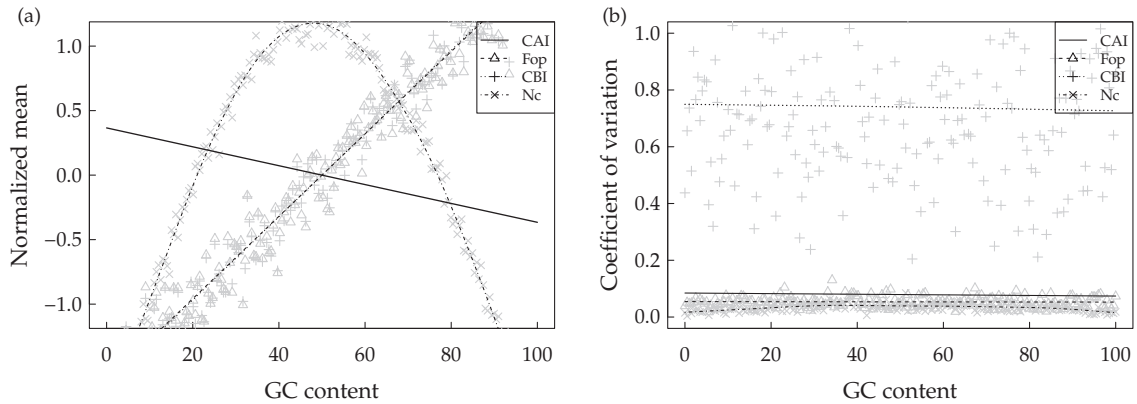 (a)
Normalized mean
1.0
0.5
0.0
−0.5
−1.0
0 20 40 60 80 100
GC content
CAI
Fop
CBI
Nc
(b)
Coefficient of variation
1.0
0.8
0.6
0.4
0.2
0.0
0 20 40 60 80 100
GC content
CAI
Fop
CBI
Nc